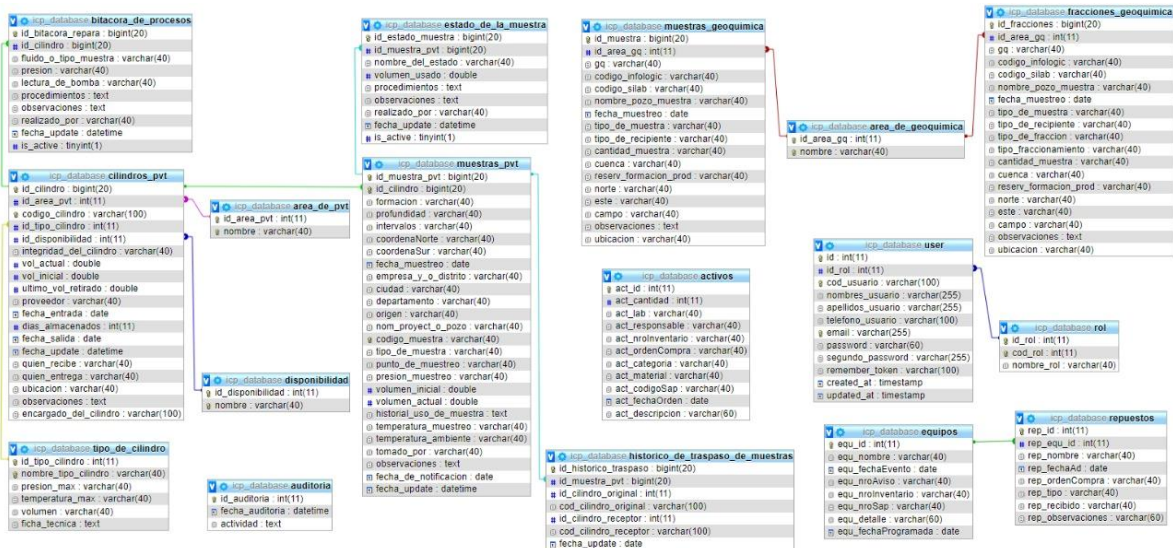 icp_database bitacora_de_procesos
id_bitacora_repara : bigint(20)
id_cilindro : bigint(20)
fluido_o_tipo_muestra : varchar(40)
presion : varchar(40)
lectura_de_bomba : varchar(40)
procedimientos : text
observaciones : text
realizado_por : varchar(40)
fecha_update : datetime
is_active : tinyint(1)
icp_database cilindros_pvt
id_cilindro : bigint(20)
id_area_pvt : int(11)
codigo_cilindro : varchar(100)
id_tipo_cilindro : int(11)
id_disponibilidad : int(11)
integridad_del_cilindro : varchar(40)
vol_actual : double
vol_inicial : double
ultimo_vol_retirado : double
proveedor : varchar(40)
fecha_entrada : date
dias_almacenados : int(11)
fecha_salida : date
fecha_update : datetime
quien_recibe : varchar(40)
quien_entrega : varchar(40)
ubicacion : varchar(40)
observaciones : text
encargado_del_cilindro : varchar(100)
icp_database tipo_de_cilindro
id_tipo_cilindro : int(11)
nombre_tipo_cilindro : varchar(40)
presion_max : varchar(40)
temperatura_max : varchar(40)
volumen : varchar(40)
ficha_tecnica : text
icp_database area_de_pvt
id_area_pvt : int(11)
nombre : varchar(40)
icp_database disponibilidad
id_disponibilidad : int(11)
nombre : varchar(40)
icp_database auditoria
id_auditoria : int(11)
fecha_auditoria : datetime
actividad : text
icp_database estado_de_la_muestra
id_estado_muestra : bigint(20)
id_muestra_pvt : bigint(20)
nombre_del_estado : varchar(40)
volumen_usado : double
procedimientos : text
observaciones : text
realizado_por : varchar(40)
fecha_update : datetime
is_active : tinyint(1)
icp_database muestras_pvt
id_muestra_pvt : bigint(20)
id_cilindro : bigint(20)
formacion : varchar(40)
profundidad : varchar(40)
intervalos : varchar(40)
coordenaNorte : varchar(40)
coordenaSur : varchar(40)
fecha_muestreo : date
empresa_y_o_distrito : varchar(40)
ciudad : varchar(40)
departamento : varchar(40)
origen : varchar(40)
nom_proyect_o_pozo : varchar(40)
codigo_muestra : varchar(40)
tipo_de_muestra : varchar(40)
punto_de_muestreo : varchar(40)
presion_muestreo : varchar(40)
volumen_inicial : double
volumen_actual : double
historial_uso_de_muestra : text
temperatura_muestreo : varchar(40)
temperatura_ambiente : varchar(40)
tomado_por : varchar(40)
observaciones : text
fecha_de_notificacion : date
fecha_update : datetime
icp_database historico_de_traspaso_de_muestras
id_historico_traspaso : bigint(20)
id_muestra_pvt : bigint(20)
id_cilindro_original : int(11)
cod_cilindro_original : varchar(100)
id_cilindro_receptor : int(11)
cod_cilindro_receptor : varchar(100)
fecha_update : date
icp_database muestras_geoquimica
id_muestra : bigint(20)
id_area_gq : int(11)
gq : varchar(40)
codigo_infologic : varchar(40)
codigo_silab : varchar(40)
nombre_pozo_muestra : varchar(40)
fecha_muestreo : date
tipo_de_muestra : varchar(40)
tipo_de_recipiente : varchar(40)
cantidad_muestra : varchar(40)
cuenca : varchar(40)
reserv_formacion_prod : varchar(40)
norte : varchar(40)
este : varchar(40)
campo : varchar(40)
observaciones : text
ubicacion : varchar(40)
icp_database area_de_geoquimica
id_area_gq : int(11)
nombre : varchar(40)
icp_database fracciones_geoquimica
id_fracciones : bigint(20)
id_area_gq : int(11)
gq : varchar(40)
codigo_infologic : varchar(40)
codigo_silab : varchar(40)
nombre_pozo_muestra : varchar(40)
fecha_muestreo : date
tipo_de_muestra : varchar(40)
tipo_de_recipiente : varchar(40)
tipo_de_fraccion : varchar(40)
tipo_fraccionamiento : varchar(40)
cantidad_muestra : varchar(40)
cuenca : varchar(40)
reserv_formacion_prod : varchar(40)
norte : varchar(40)
este : varchar(40)
campo : varchar(40)
observaciones : text
ubicacion : varchar(40)
icp_database activos
act_id : int(11)
act_cantidad : int(11)
act_lab : varchar(40)
act_responsable : varchar(40)
act_nroInventario : varchar(40)
act_ordenCompra : varchar(40)
act_categoria : varchar(40)
act_material : varchar(40)
act_codigoSap : varchar(40)
act_fechaOrden : date
act_descripcion : varchar(60)
icp_database user
id : int(11)
id_rol : int(11)
cod_usuario : varchar(100)
nombres_usuario : varchar(255)
apellidos_usuario : varchar(255)
telefono_usuario : varchar(100)
email : varchar(255)
password : varchar(60)
segundo_password : varchar(255)
remember_token : varchar(100)
created_at : timestamp
updated_at : timestamp
icp_database rol
id_rol : int(11)
cod_rol : int(11)
nombre_rol : varchar(40)
icp_database equipos
equ_id : int(11)
equ_nombre : varchar(40)
equ_fechaEvento : date
equ_nroAviso : varchar(40)
equ_nroInventario : varchar(40)
equ_nroSap : varchar(40)
equ_detalle : varchar(60)
equ_fechaProgramada : date
icp_database repuestos
rep_id : int(11)
rep_equ_id : int(11)
rep_nombre : varchar(40)
rep_fechaAd : date
rep_ordenCompra : varchar(40)
rep_tipo : varchar(40)
rep_recibido : varchar(40)
rep_observaciones : varchar(60)